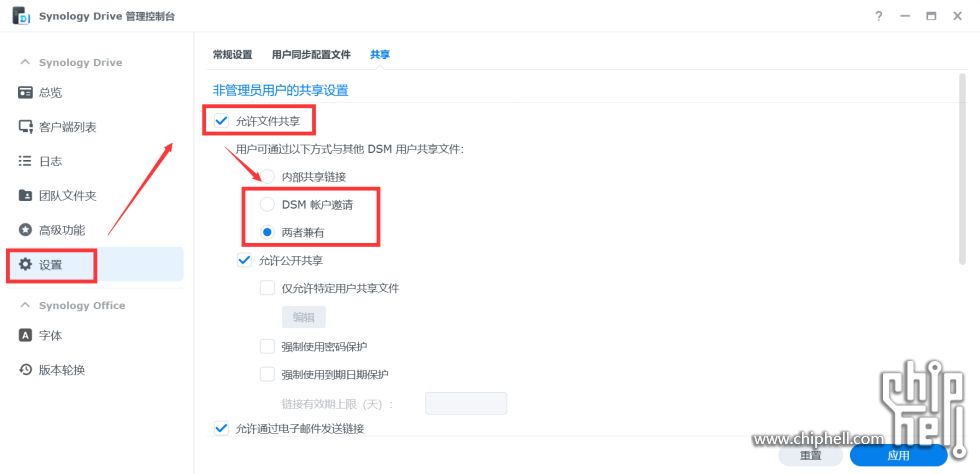 Synology Drive 管理控制台
Synology Drive
总览
客户端列表
日志
团队文件夹
高级功能
设置
Synology Office
字体
版本轮换
常规设置 用户同步配置文件 共享
非管理员用户的共享设置
允许文件共享
用户可通过以下方式与其他 DSM 用户共享文件:
内部共享链接
DSM 帐户邀请
两者兼有
允许公开共享
仅允许特定用户共享文件
编辑
强制使用密码保护
强制使用到期日期保护
链接有效期上限（天）:
允许通过电子邮件发送链接
重置 应用
chip
hell
www.chiphell.com